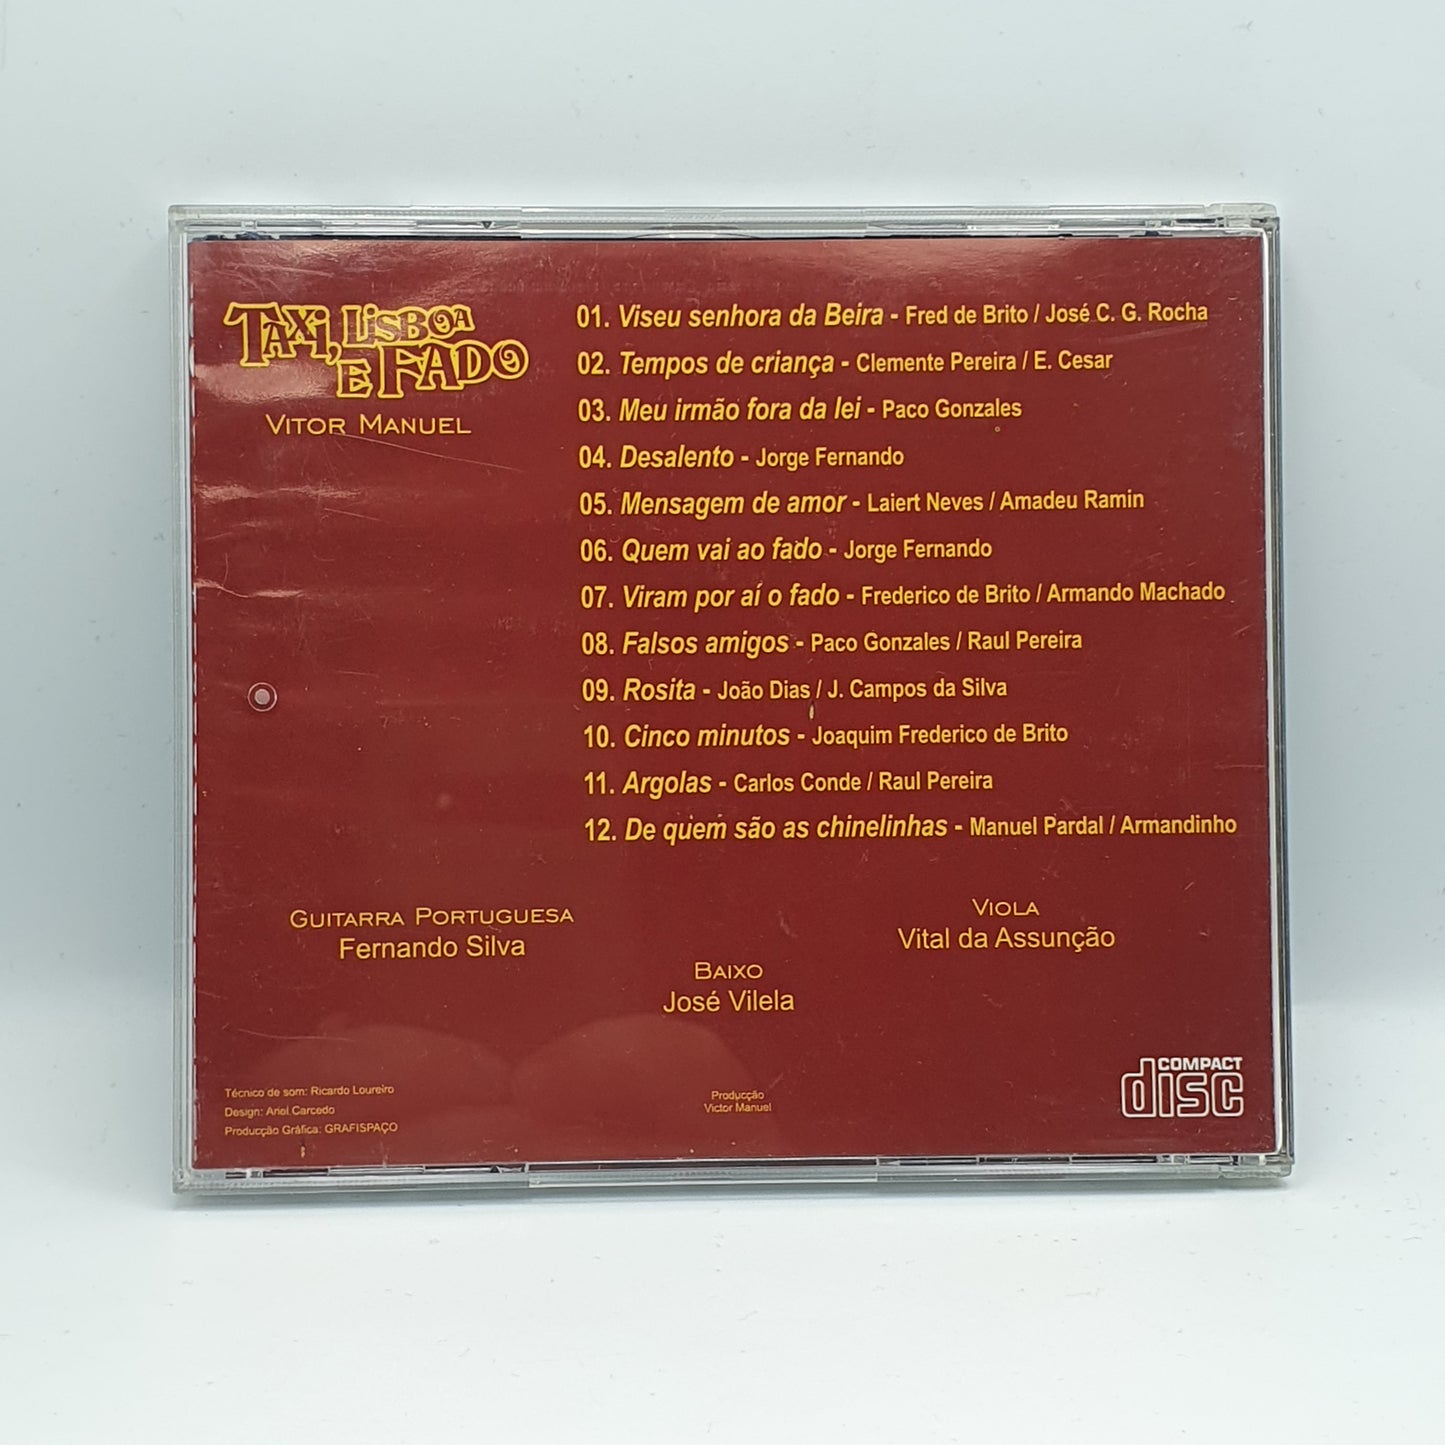 TAXI, LISBOA
E FADO
VITOR MANUEL
01. Viseu senhora da Beira - Fred de Brito / José C. G. Rocha
02. Tempos de criança - Clemente Pereira / E. Cesar
03. Meu irmão fora da lei - Paco Gonzales
04. Desalento - Jorge Fernando
05. Mensagem de amor - Laiert Neves / Amadeu Ramin
06. Quem vai ao fado - Jorge Fernando
07. Viram por aí o fado - Frederico de Brito / Armando Machado
08. Falsos amigos - Paco Gonzales / Raul Pereira
09. Rosita - João Dias / J. Campos da Silva
10. Cinco minutos - Joaquim Frederico de Brito
11. Argolas - Carlos Conde / Raul Pereira
12. De quem são as chinelinhas - Manuel Pardal / Armandinho
GUITARRA PORTUGUESA
Fernando Silva
BAIXO
José Vilela
VIOLA
Vital da Assunção
Técnico de som: Ricardo Loureiro
Design: Ariel Carcedo
Producção Gráfica: GRAFISPAÇO
Producção
Victor Manuel
COMPACT
disc